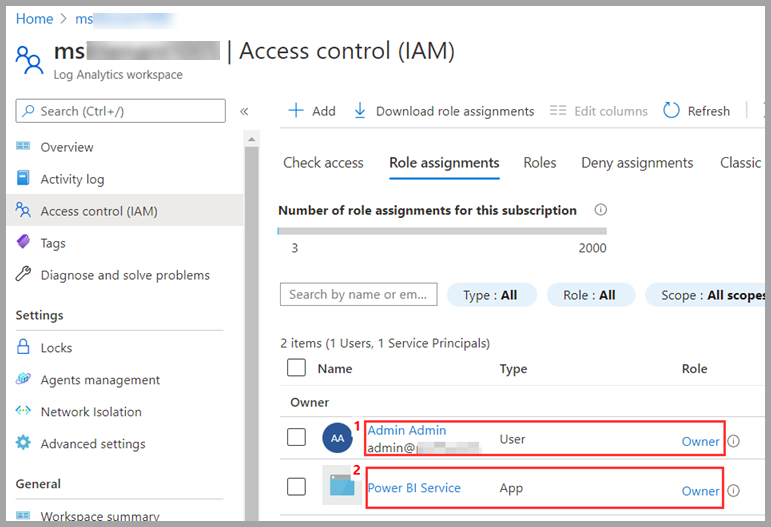 Home > ms
ms | Access control (IAM)
Log Analytics workspace
Search (Ctrl+/)
«
Overview
Activity log
Access control (IAM)
Tags
Diagnose and solve problems
Settings
Locks
Agents management
Network Isolation
Advanced settings
General
Workspace summary
Add Download role assignments Edit columns Refresh
Check access Role assignments Roles Deny assignments Classic
Number of role assignments for this subscription
3 2000
Search by name or em... Type : All Role : All Scope : All scopes
2 items (1 Users, 1 Service Principals)
Name Type Role
Owner
1
AA Admin Admin User Owner
admin@
2
Power BI Service App Owner